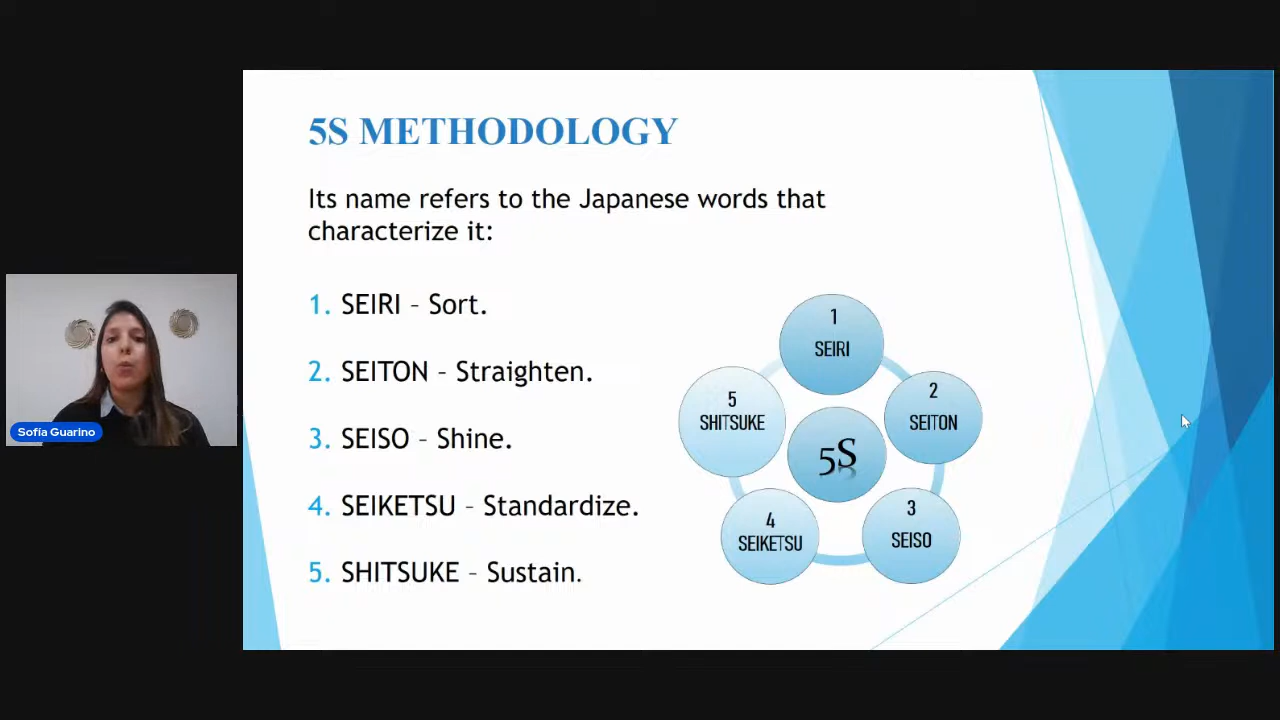 5S METHODOLOGY
Its name refers to the Japanese words that
characterize it:
1. SEIRI – Sort.
2. SEITON – Straighten.
3. SEISO – Shine.
4. SEIKETSU – Standardize.
5. SHITSUKE – Sustain.
1
SEIRI
2
SEITON
3
SEISO
4
SEIKETSU
5
SHITSUKE
5S
Sofía Guarino